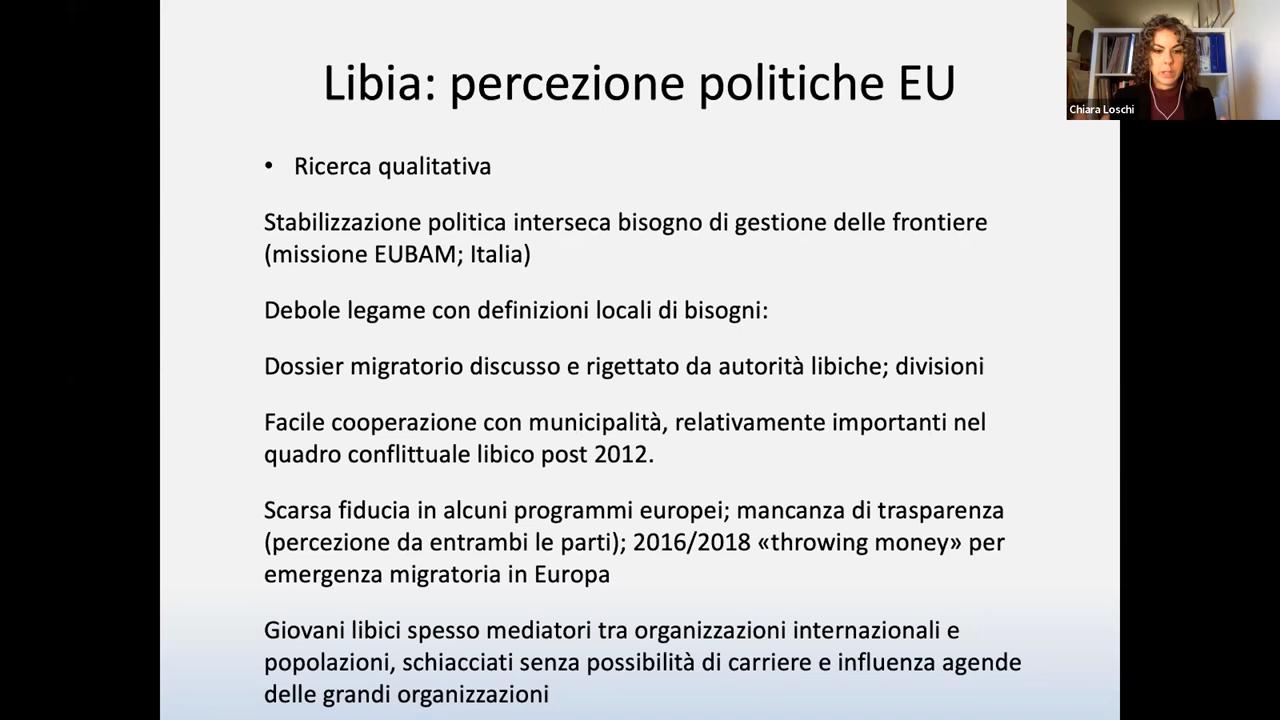 Libia: percezione politiche EU
• Ricerca qualitativa
Stabilizzazione politica interseca bisogno di gestione delle frontiere
(missione EUBAM; Italia)
Debole legame con definizioni locali di bisogni:
Dossier migratorio discusso e rigettato da autorità libiche; divisioni
Facile cooperazione con municipalità, relativamente importanti nel
quadro conflittuale libico post 2012.
Scarsa fiducia in alcuni programmi europei; mancanza di trasparenza
(percezione da entrambi le parti); 2016/2018 «throwing money» per
emergenza migratoria in Europa
Giovani libici spesso mediatori tra organizzazioni internazionali e
popolazioni, schiacciati senza possibilità di carriere e influenza agende
delle grandi organizzazioni
Chiara Loschi